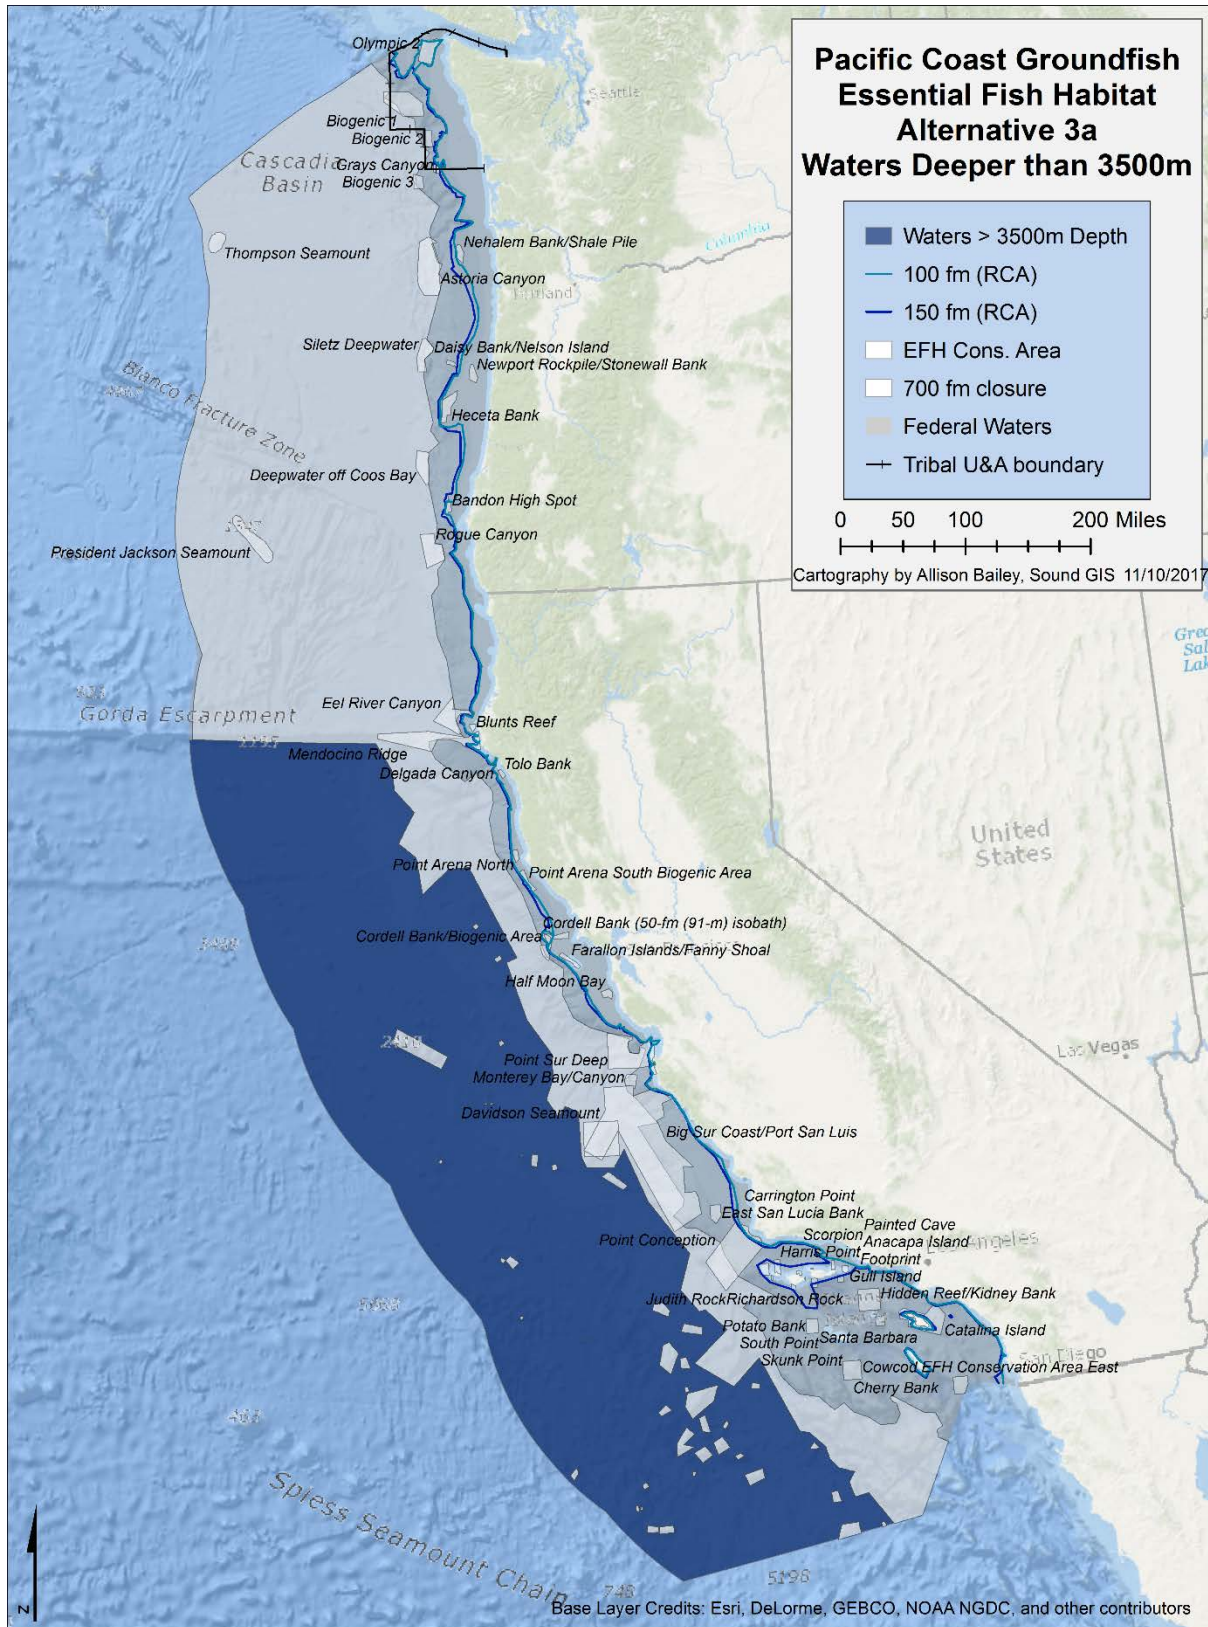 Pacific Coast Groundfish
Essential Fish Habitat
Alternative 3a
Waters Deeper than 3500m
Waters > 3500m Depth
100 fm (RCA)
150 fm (RCA)
EFH Cons. Area
700 fm closure
Federal Waters
Tribal U&A boundary
0 50 100 200 Miles
Cartography by Allison Bailey, Sound GIS 11/10/2017
Olympic 2
Seattle
Biogenic 1
Biogenic 2
Cascadia
Basin
Grays Canyon
Biogenic 3
Columbia
Thompson Seamount
Nehalem Bank/Shale Pile
Astoria Canyon
Portland
Siletz Deepwater
Daisy Bank/Nelson Island
Newport Rockpile/Stonewall Bank
Blanco Fracture Zone
Heceta Bank
Deepwater off Coos Bay
Bandon High Spot
Rogue Canyon
President Jackson Seamount
Eel River Canyon
Gorda Escarpment
Blunts Reef
Mendocino Ridge
Tolo Bank
Delgada Canyon
United
States
Point Arena North
Point Arena South Biogenic Area
Cordell Bank (50-fm (91-m) isobath)
Cordell Bank/Biogenic Area
Farallon Islands/Fanny Shoal
Half Moon Bay
Las Vegas
Point Sur Deep
Monterey Bay/Canyon
Davidson Seamount
Big Sur Coast/Port San Luis
Carrington Point
East San Lucia Bank
Painted Cave
Scorpion
Anacapa Island
Los Angeles
Point Conception
Harris Point
Footprint
Gull Island
Judith Rock
Richardson Rock
Hidden Reef/Kidney Bank
Potato Bank
Santa Barbara
Catalina Island
South Point
Skunk Point
San Diego
Cowcod EFH Conservation Area East
Cherry Bank
Spiess Seamount Chain
748
5198
N
Base Layer Credits: Esri, DeLorme, GEBCO, NOAA NGDC, and other contributors